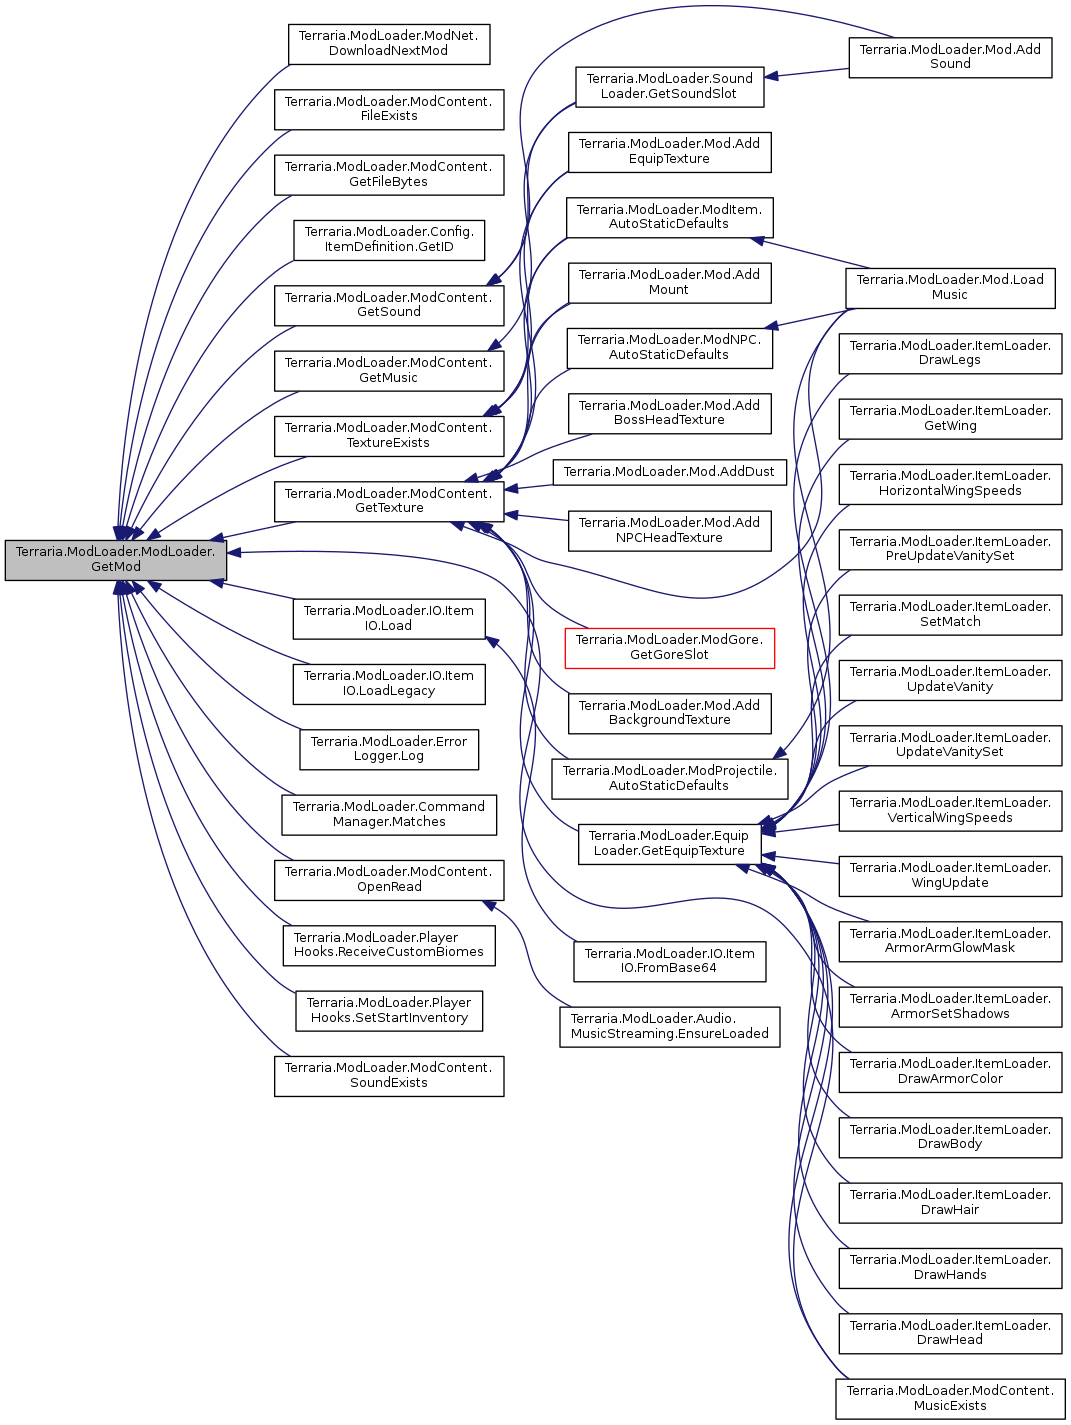 Terraria.ModLoader.ModLoader.
GetMod
Terraria.ModLoader.ModNet.
DownloadNextMod
Terraria.ModLoader.ModContent.
FileExists
Terraria.ModLoader.ModContent.
GetFileBytes
Terraria.ModLoader.Config.
ItemDefinition.GetID
Terraria.ModLoader.ModContent.
GetSound
Terraria.ModLoader.ModContent.
GetMusic
Terraria.ModLoader.ModContent.
TextureExists
Terraria.ModLoader.ModContent.
GetTexture
Terraria.ModLoader.IO.Item
IO.Load
Terraria.ModLoader.IO.Item
IO.LoadLegacy
Terraria.ModLoader.Error
Logger.Log
Terraria.ModLoader.Command
Manager.Matches
Terraria.ModLoader.ModContent.
OpenRead
Terraria.ModLoader.Player
Hooks.ReceiveCustomBiomes
Terraria.ModLoader.Player
Hooks.SetStartInventory
Terraria.ModLoader.ModContent.
SoundExists
Terraria.ModLoader.Sound
Loader.GetSoundSlot
Terraria.ModLoader.Mod.Add
EquipTexture
Terraria.ModLoader.ModItem.
AutoStaticDefaults
Terraria.ModLoader.Mod.Add
Mount
Terraria.ModLoader.ModNPC.
AutoStaticDefaults
Terraria.ModLoader.Mod.Add
BossHeadTexture
Terraria.ModLoader.Mod.AddDust
Terraria.ModLoader.Mod.Add
NPCHeadTexture
Terraria.ModLoader.ModGore.
GetGoreSlot
Terraria.ModLoader.Mod.Add
BackgroundTexture
Terraria.ModLoader.ModProjectile.
AutoStaticDefaults
Terraria.ModLoader.Equip
Loader.GetEquipTexture
Terraria.ModLoader.IO.Item
IO.FromBase64
Terraria.ModLoader.Audio.
MusicStreaming.EnsureLoaded
Terraria.ModLoader.Mod.Add
Sound
Terraria.ModLoader.Mod.Load
Music
Terraria.ModLoader.ItemLoader.
DrawLegs
Terraria.ModLoader.ItemLoader.
GetWing
Terraria.ModLoader.ItemLoader.
HorizontalWingSpeeds
Terraria.ModLoader.ItemLoader.
PreUpdateVanitySet
Terraria.ModLoader.ItemLoader.
SetMatch
Terraria.ModLoader.ItemLoader.
UpdateVanity
Terraria.ModLoader.ItemLoader.
UpdateVanitySet
Terraria.ModLoader.ItemLoader.
VerticalWingSpeeds
Terraria.ModLoader.ItemLoader.
WingUpdate
Terraria.ModLoader.ItemLoader.
ArmorArmGlowMask
Terraria.ModLoader.ItemLoader.
ArmorSetShadows
Terraria.ModLoader.ItemLoader.
DrawArmorColor
Terraria.ModLoader.ItemLoader.
DrawBody
Terraria.ModLoader.ItemLoader.
DrawHair
Terraria.ModLoader.ItemLoader.
DrawHands
Terraria.ModLoader.ItemLoader.
DrawHead
Terraria.ModLoader.ModContent.
MusicExists